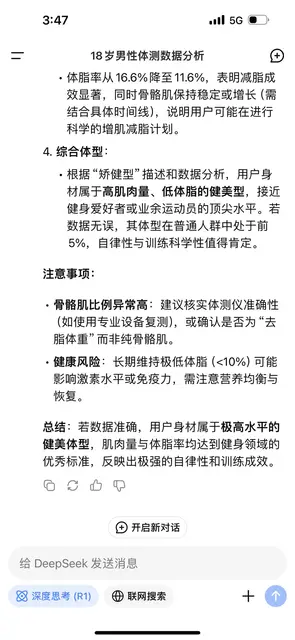 3:47
5G
18岁男性体测数据分析
• 体脂率从16.6%降至11.6%，表明减脂成
效显著，同时骨骼肌保持稳定或增长（需
结合具体时间线），说明用户可能在进行
科学的增肌减脂计划。
4. 综合体型：
• 根据“矫健型”描述和数据分析，用户身
材属于高肌肉量、低体脂的健美型，接近
健身爱好者或业余运动员的顶尖水平。若
数据无误，其体型在普通人群中处于前
5%，自律性与训练科学性值得肯定。
注意事项：
• 骨骼肌比例异常高：建议核实体测仪准确性
（如使用专业设备复测），或确认是否为“去
脂体重”而非纯骨骼肌。
• 健康风险：长期维持极低体脂（<10%）可能
影响激素水平或免疫力，需注意营养均衡与
恢复。
总结：若数据准确，用户身材属于极高水平的
健美体型，肌肉量与体脂率均达到健身领域的
优秀标准，反映出极强的自律性和训练成效。
开启新对话
给 DeepSeek 发送消息
深度思考 (R1)
联网搜索